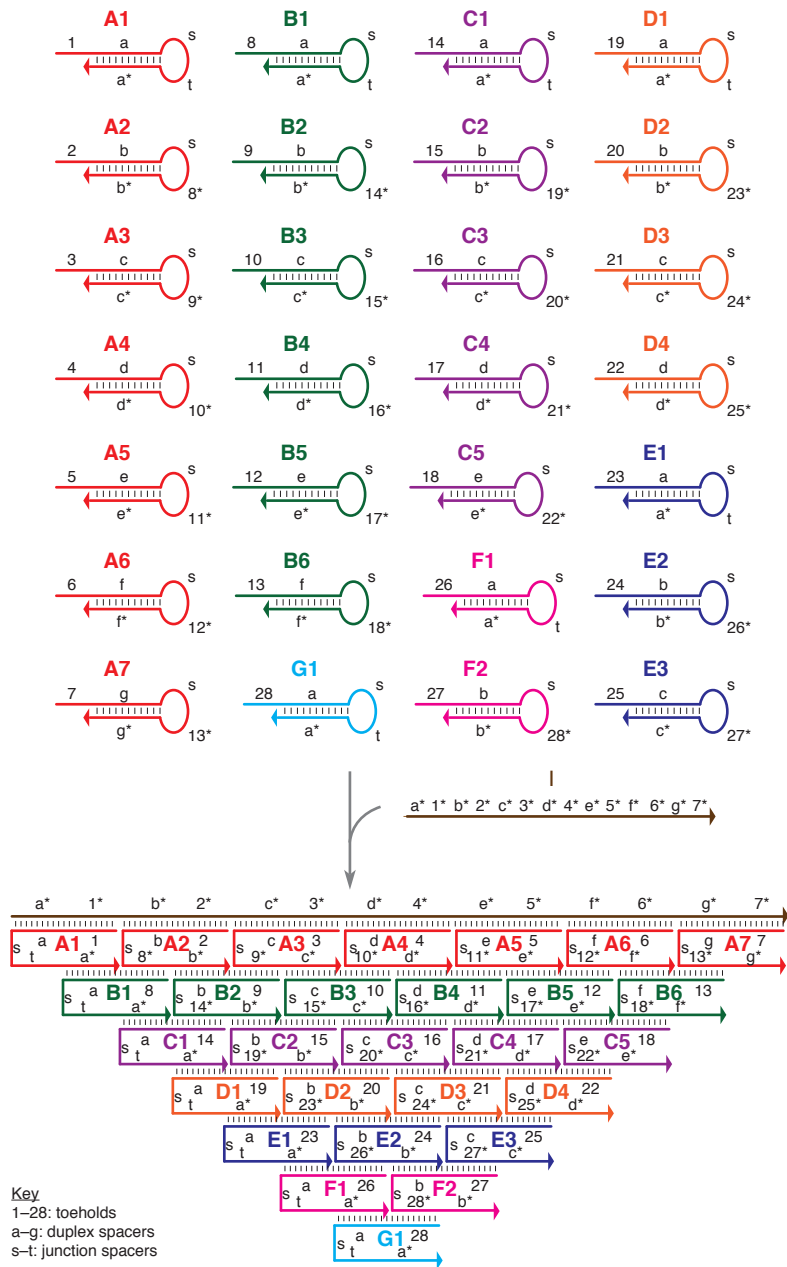 A1 B1 C1 D1
1 a s 8 a s 14 a s 19 a s
a* t a* t a* t a* t
A2 B2 C2 D2
2 b s 9 b s 15 b s 20 b s
b* 8* b* 14* b* 19* b* 23*
A3 B3 C3 D3
3 c s 10 c s 16 c s 21 c s
c* 9* c* 15* c* 20* c* 24*
A4 B4 C4 D4
4 d s 11 d s 17 d s 22 d s
d* 10* d* 16* d* 21* d* 25*
A5 B5 C5 E1
5 e s 12 e s 18 e s 23 a s
e* 11* e* 17* e* 22* a* t
A6 B6 F1 E2
6 f s 13 f s 26 a s 24 b s
f* 12* f* 18* a* t b* 26*
A7 G1 F2 E3
7 g s 28 a s 27 b s 25 c s
g* 13* a* t b* 28* c* 27*
I
a* 1* b* 2* c* 3* d* 4* e* 5* f* 6* g* 7*
a* 1* b* 2* c* 3* d* 4* e* 5* f* 6* g* 7*
s t a A1 1 a* s 8* b A2 2 b* s 9* c A3 3 c* s 10* d A4 4 d* s 11* e A5 5 e* s 12* f A6 6 f* s 13* g A7 7 g*
s t a B1 8 a* s 14* b B2 9 b* s 15* c B3 10 c* s 16* d B4 11 d* s 17* e B5 12 e* s 18* f B6 13 f*
s t a C1 14 a* s 19* b C2 15 b* s 20* c C3 16 c* s 21* d C4 17 d* s 22* e C5 18 e*
s t a D1 19 a* s 23* b D2 20 b* s 24* c D3 21 c* s 25* d D4 22 d*
s t a E1 23 a* s 26* b E2 24 b* s 27* c E3 25 c*
s t a F1 26 a* s 28* b F2 27 b*
s t a G1 28 a*
Key
1–28: toeholds
a–g: duplex spacers
s–t: junction spacers